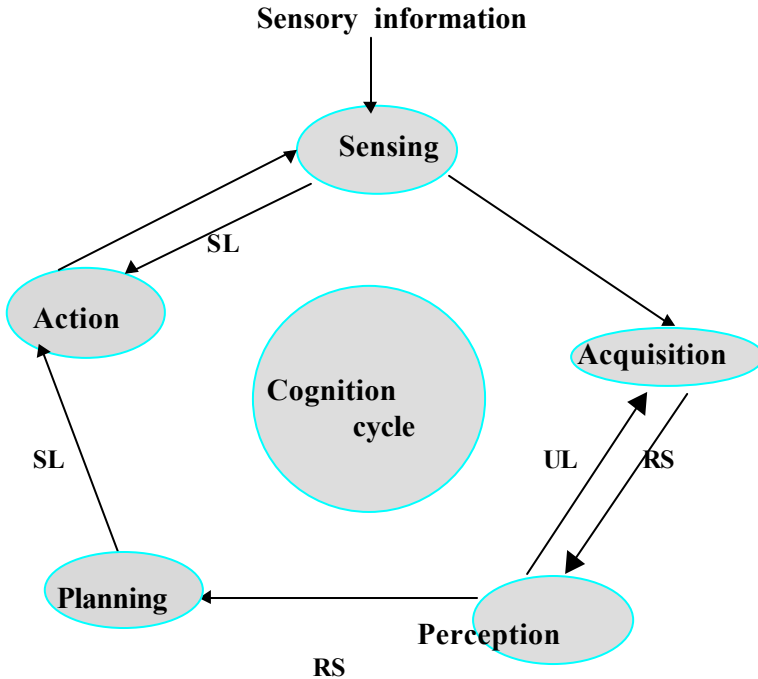 Sensory information
Sensing
SL
Action
Acquisition
Cognition
cycle
SL
UL
RS
Planning
Perception
RS